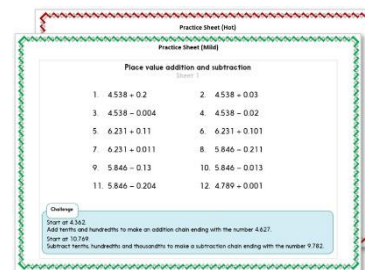 Practice Sheet (Hot)
Practice Sheet (Mild)
Place value addition and subtraction
Sheet 1
1. 4.538 + 0.2 2. 4.538 + 0.03
3. 4.538 – 0.004 4. 4.538 – 0.02
5. 6.231 + 0.11 6. 6.231 + 0.101
7. 6.231 + 0.011 8. 5.846 – 0.211
9. 5.846 – 0.13 10. 5.846 – 0.013
11. 5.846 – 0.204 12. 4.789 + 0.001
Challenge
Start at 4.362.
Add tenths and hundredths to make an addition chain ending with the number 4.627.
Start at 10.769.
Subtract tenths, hundredths and thousandths to make a subtraction chain ending with the number 9.782.